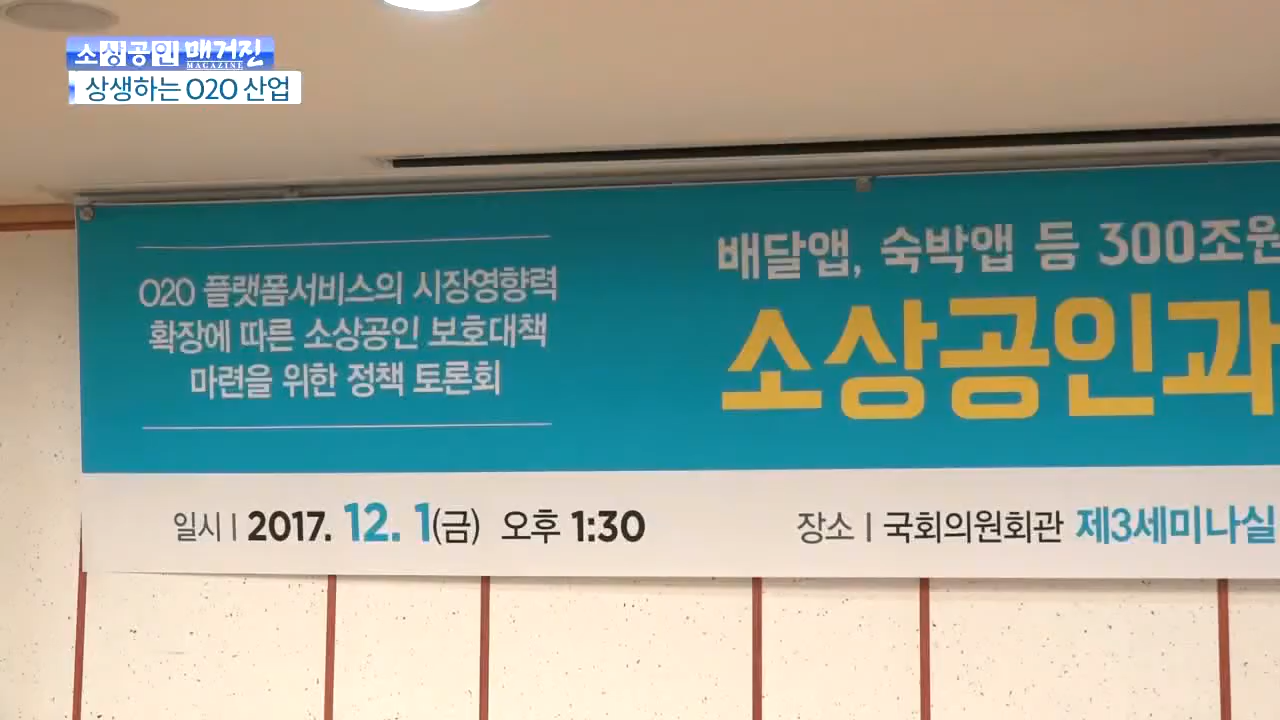 소상공인 매거진
MAGAZINE
상생하는 O2O 산업
O2O 플랫폼서비스의 시장영향력
확장에 따른 소상공인 보호대책
마련을 위한 정책 토론회
배달앱, 숙박앱 등 300조원
소상공인과
일시 | 2017. 12. 1(금) 오후 1:30
장소 | 국회의원회관 제3세미나실